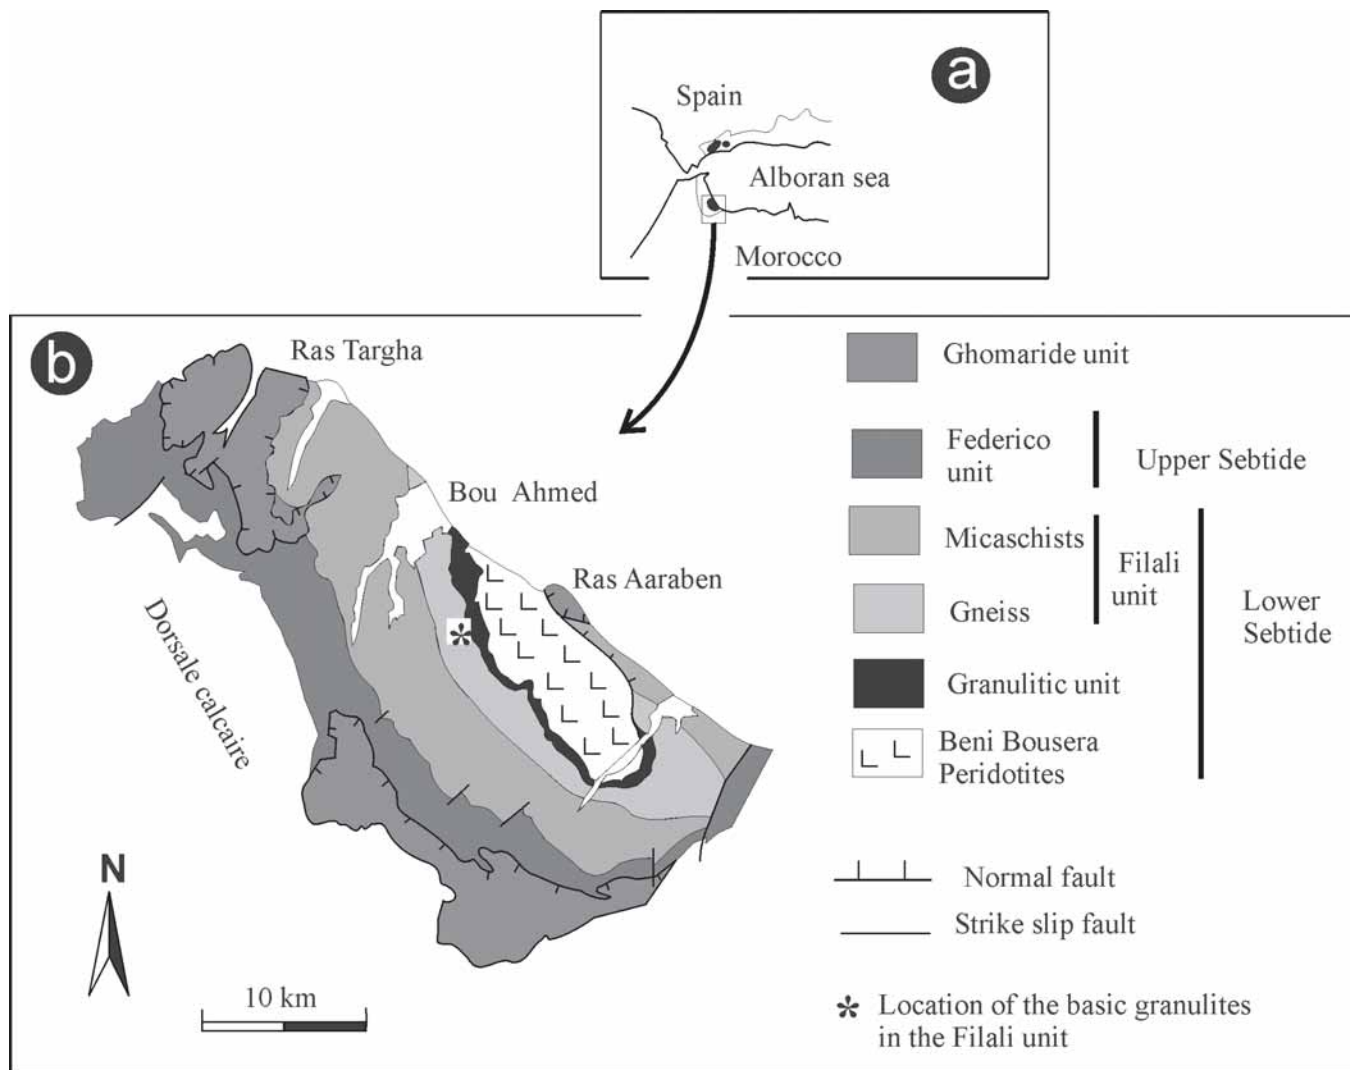 a
Spain
Alboran sea
Morocco
b
Ras Targha
Bou Ahmed
Ras Aaraben
Dorsale calcaire
N
10 km
Ghomaride unit
Federico
unit
Upper Sebtide
Micaschists
Filali
unit
Gneiss
Lower
Sebtide
Granulitic unit
Beni Bousera
Peridotites
Normal fault
Strike slip fault
* Location of the basic granulites
in the Filali unit